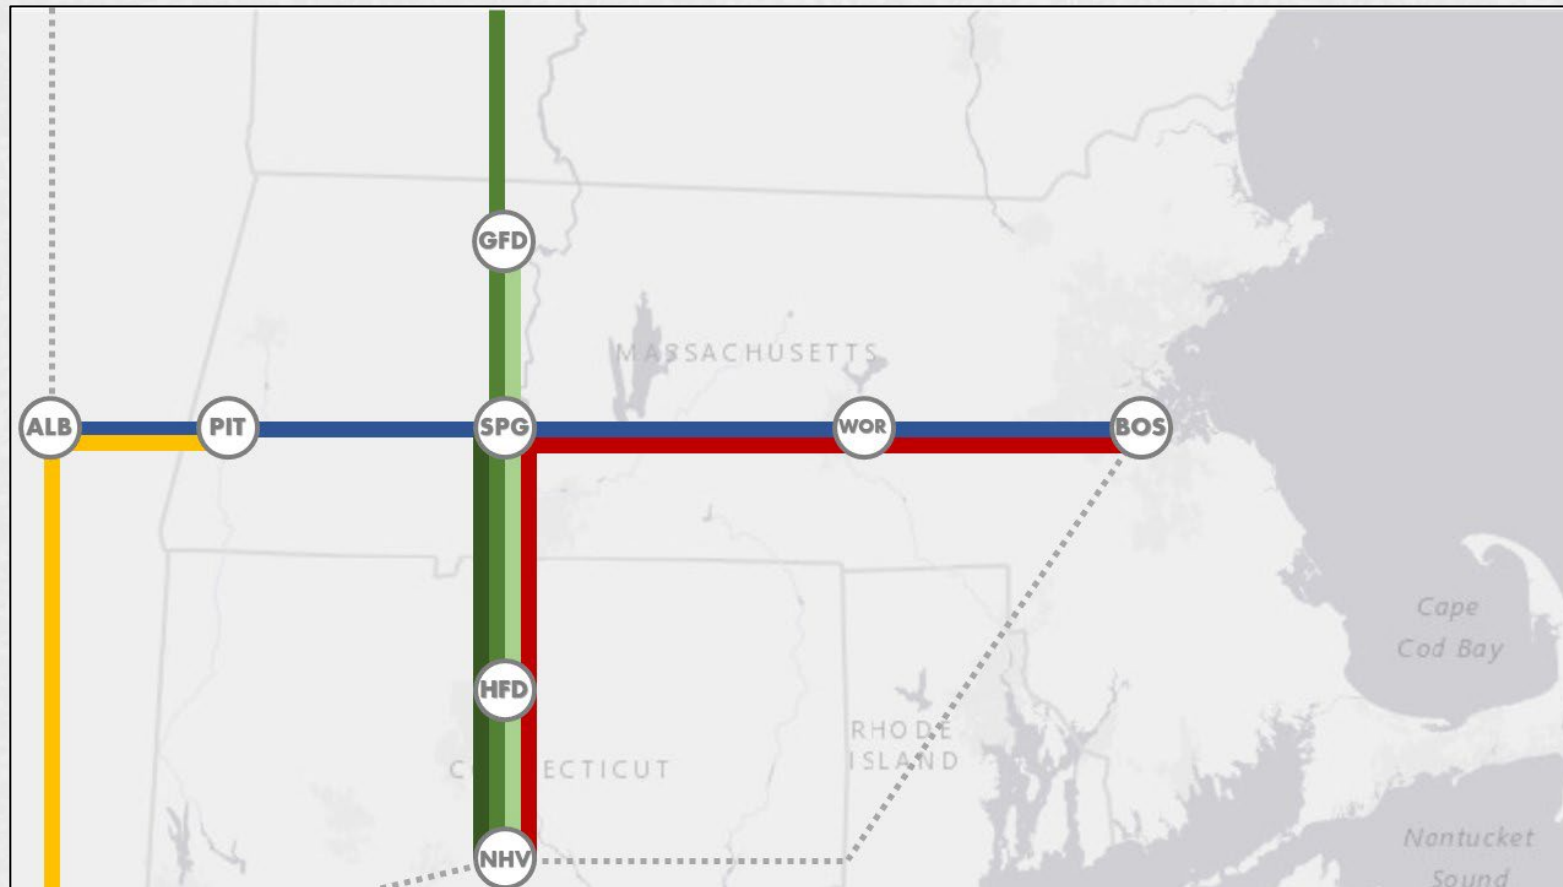 GFD
MASSACHUSETTS
ALB
PIT
SPG
WOR
BOS
Cape
Cod Bay
HFD
RHODE
ISLAND
C ECTICUT
NHV
Nantucket
Sound